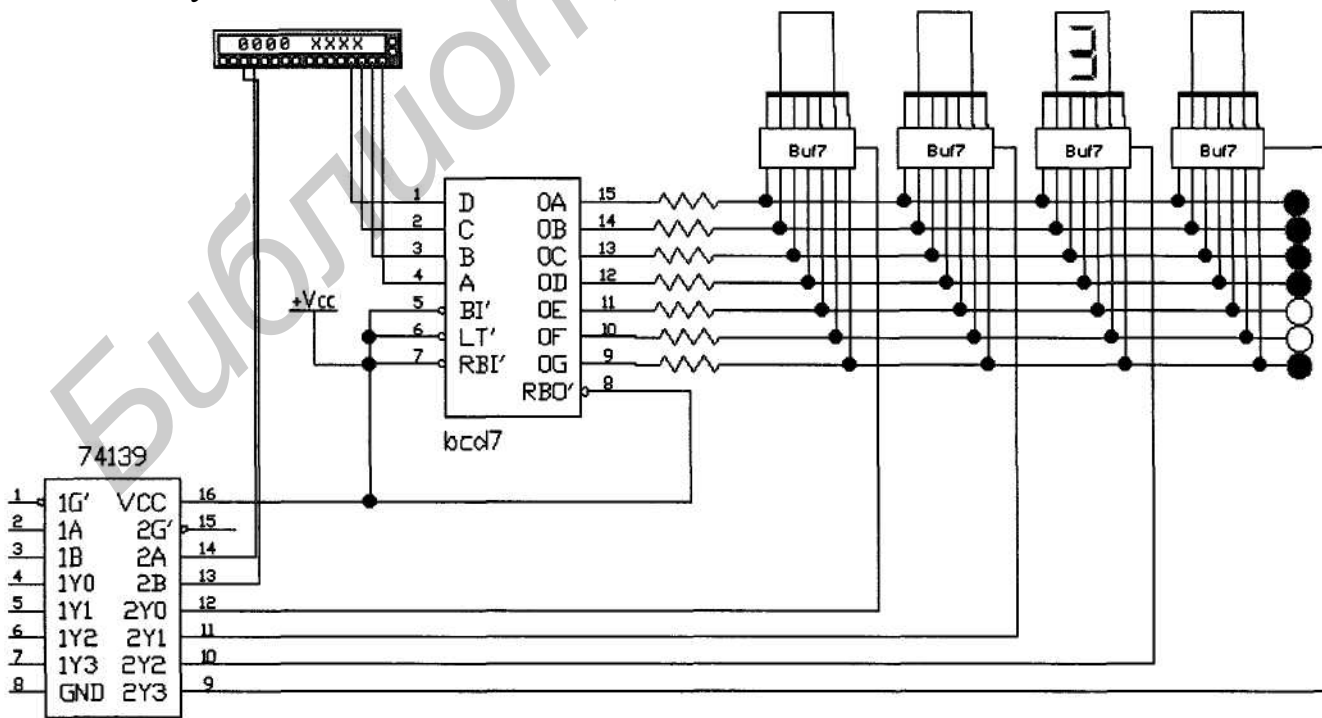 0000 XXXX
3
Buf7 Buf7 Buf7 Buf7
1 D OA 15
2 C OB 14
3 B OC 13
4 A OD 12
+Vcc
5 BI' OE 11
6 LT' OF 10
7 RBI' OG 9
RBO' 8
bcd7
74139
1 1G' VCC 16
2 1A 2G' 15
3 1B 2A 14
4 1Y0 2B 13
5 1Y1 2Y0 12
6 1Y2 2Y1 11
7 1Y3 2Y2 10
8 GND 2Y3 9